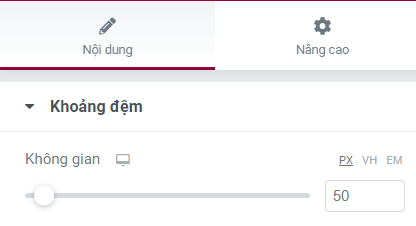 Nội dung Nâng cao
Khoảng đệm
Không gian PX VH EM
50